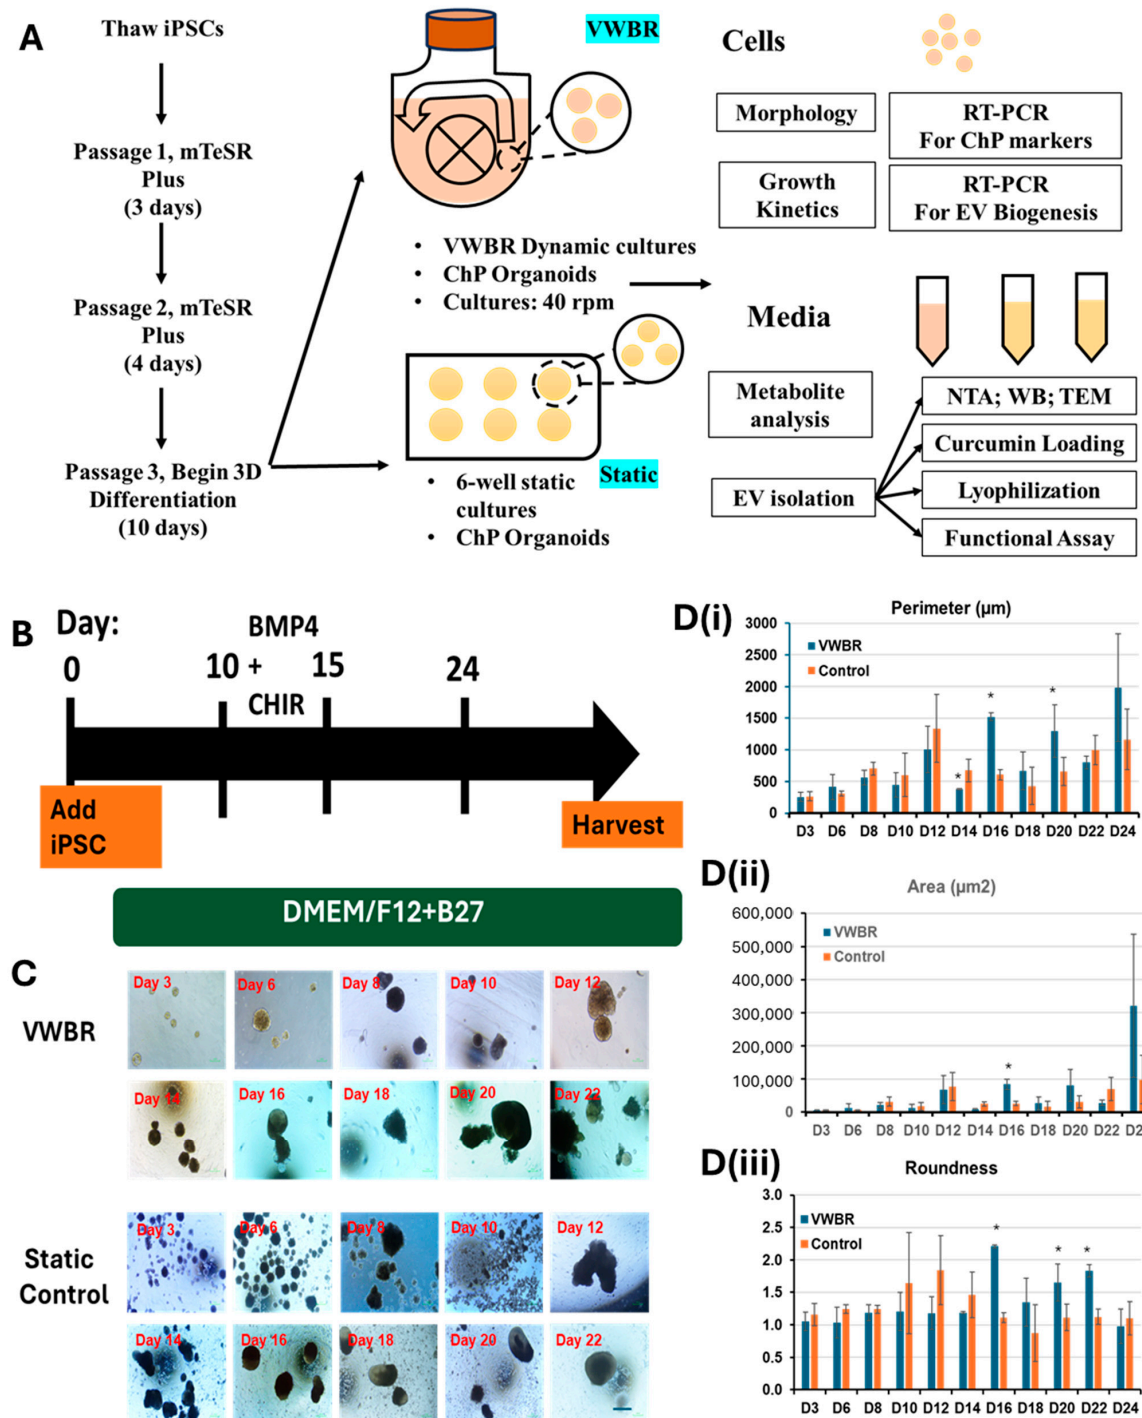 A
Thaw iPSCs
Passage 1, mTeSR
Plus
(3 days)
Passage 2, mTeSR
Plus
(4 days)
Passage 3, Begin 3D
Differentiation
(10 days)
VWBR
• VWBR Dynamic cultures
• ChP Organoids
• Cultures: 40 rpm
Static
• 6-well static
cultures
• ChP Organoids
Cells
Morphology
RT-PCR
For ChP markers
Growth
Kinetics
RT-PCR
For EV Biogenesis
Media
Metabolite
analysis
EV isolation
NTA; WB; TEM
Curcumin Loading
Lyophilization
Functional Assay
B
Day:
0
10
BMP4
+
CHIR
15
24
Add
iPSC
Harvest
DMEM/F12+B27
C
VWBR
Day 3
Day 6
Day 8
Day 10
Day 12
Day 14
Day 16
Day 18
Day 20
Day 22
Static
Control
Day 3
Day 6
Day 8
Day 10
Day 12
Day 14
Day 16
Day 18
Day 20
Day 22
D(i)
Perimeter (µm)
3000
2500
2000
1500
1000
500
0
VWBR
Control
*
*
*
D3 D6 D8 D10 D12 D14 D16 D18 D20 D22 D24
D(ii)
Area (µm2)
600,000
500,000
400,000
300,000
200,000
100,000
0
VWBR
Control
*
D3 D6 D8 D10 D12 D14 D16 D18 D20 D22 D2
D(iii)
Roundness
3.0
2.5
2.0
1.5
1.0
0.5
0.0
VWBR
Control
*
*
*
D3 D6 D8 D10 D12 D14 D16 D18 D20 D22 D24